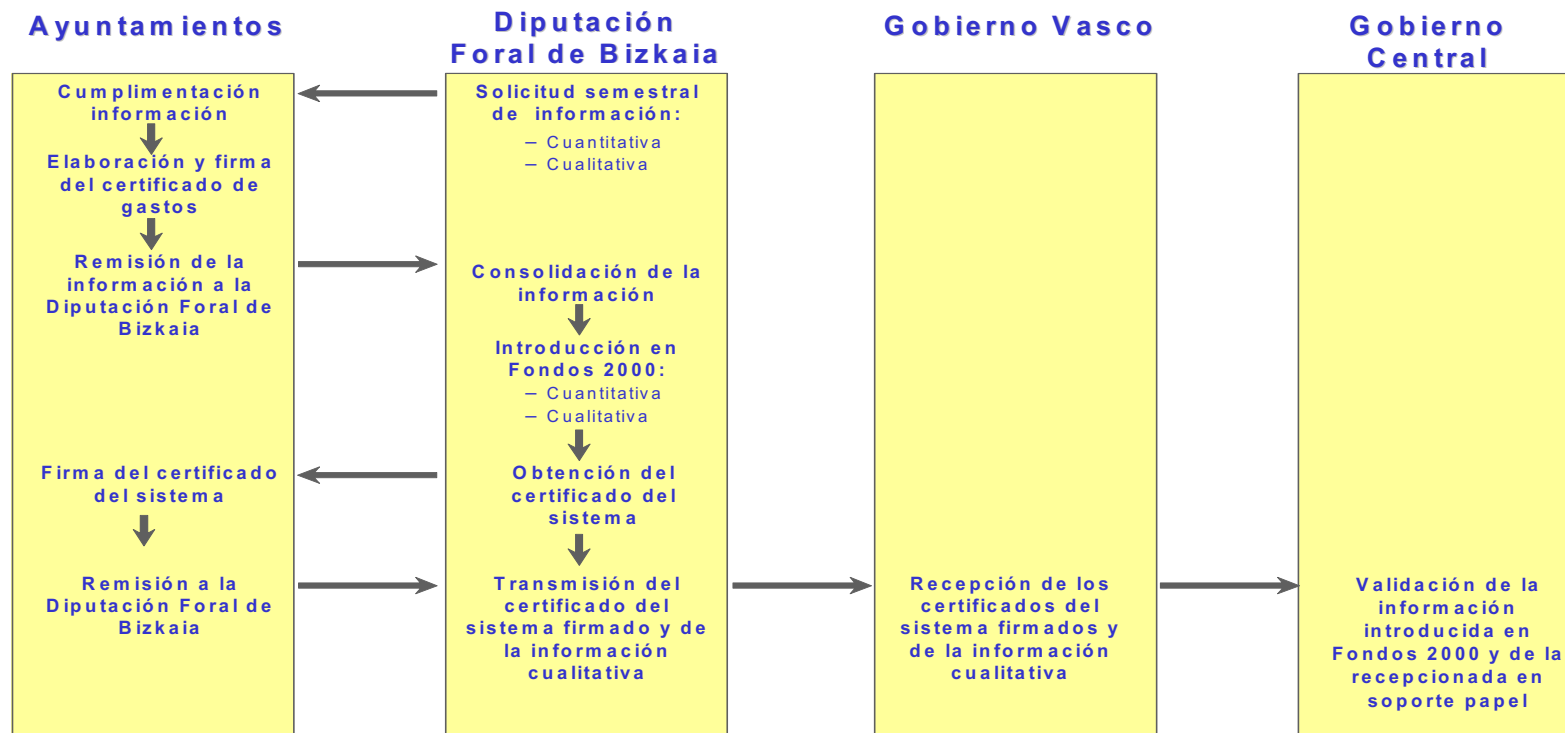 Ayuntamientos
Diputación
Foral de Bizkaia
Gobierno Vasco
Gobierno
Central
Cumplimentación
información
Elaboración y firma
del certificado de
gastos
Remisión de la
información a la
Diputación Foral de
Bizkaia
Firma del certificado
del sistema
Remisión a la
Diputación Foral de
Bizkaia
Solicitud semestral
de información:
– Cuantitativa
– Cualitativa
Consolidación de la
información
Introducción en
Fondos 2000:
– Cuantitativa
– Cualitativa
Obtención del
certificado del
sistema
Transmisión del
certificado del
sistema firmado y de
la información
cualitativa
Recepción de los
certificados del
sistema firmados y
de la información
cualitativa
Validación de la
información
introducida en
Fondos 2000 y de la
recepcionada en
soporte papel